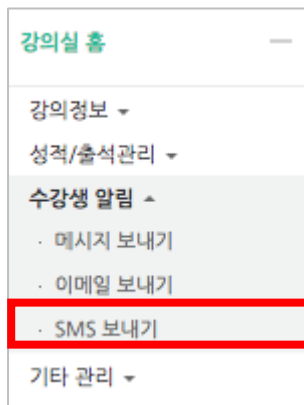 강의실 홈
강의정보
성적/출석관리
수강생 알림
· 메시지 보내기
· 이메일 보내기
· SMS 보내기
기타 관리